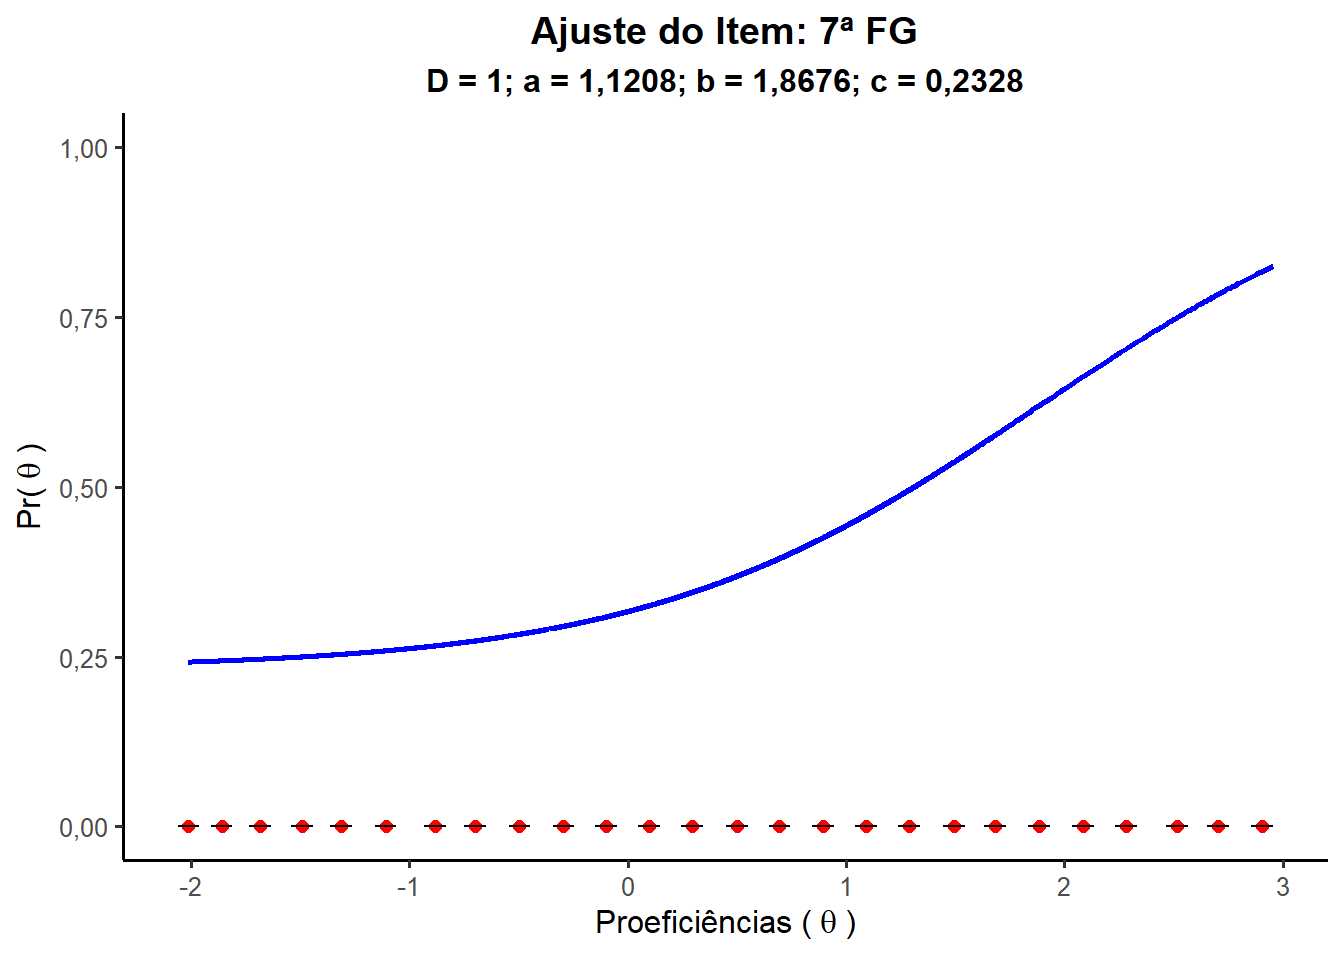 Ajuste do Item: 7ª FG
D = 1; a = 1,1208; b = 1,8676; c = 0,2328
1,00
0,75
0,50
0,25
0,00
Pr( θ )
-2 -1 0 1 2 3
Proeficiências ( θ )